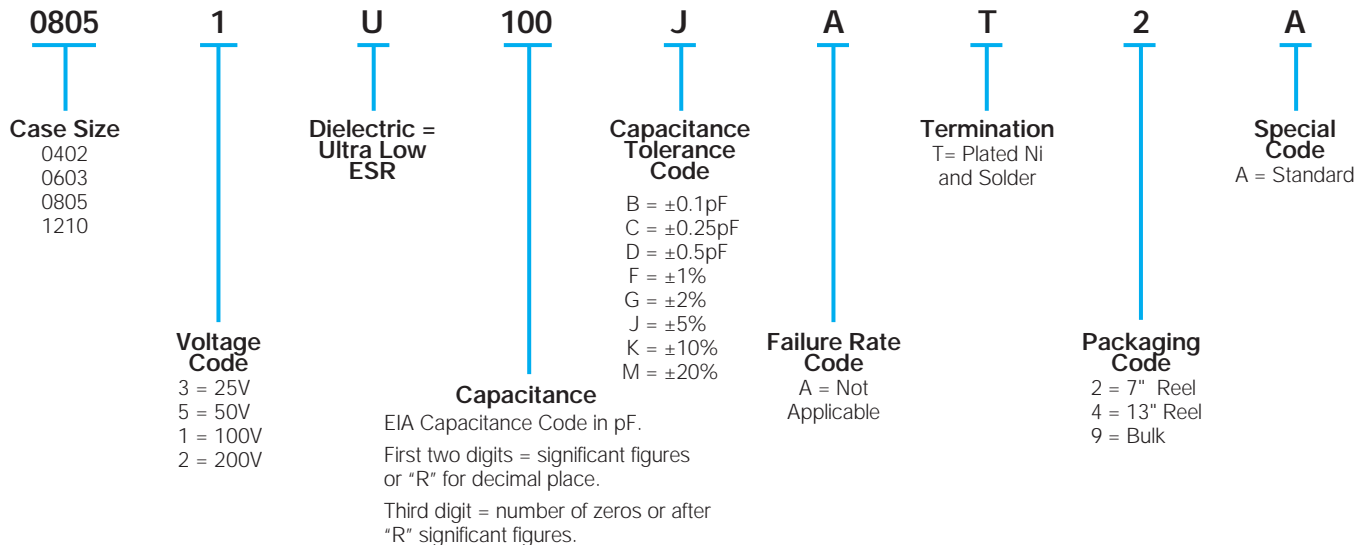 0805 1 U 100 J A T 2 A
Case Size
0402
0603
0805
1210
Voltage
Code
3 = 25V
5 = 50V
1 = 100V
2 = 200V
Dielectric =
Ultra Low
ESR
Capacitance
EIA Capacitance Code in pF.
First two digits = significant figures
or “R” for decimal place.
Third digit = number of zeros or after
“R” significant figures.
Capacitance
Tolerance
Code
B = ±0.1pF
C = ±0.25pF
D = ±0.5pF
F = ±1%
G = ±2%
J = ±5%
K = ±10%
M = ±20%
Failure Rate
Code
A = Not
Applicable
Termination
T= Plated Ni
and Solder
Packaging
Code
2 = 7" Reel
4 = 13" Reel
9 = Bulk
Special
Code
A = Standard